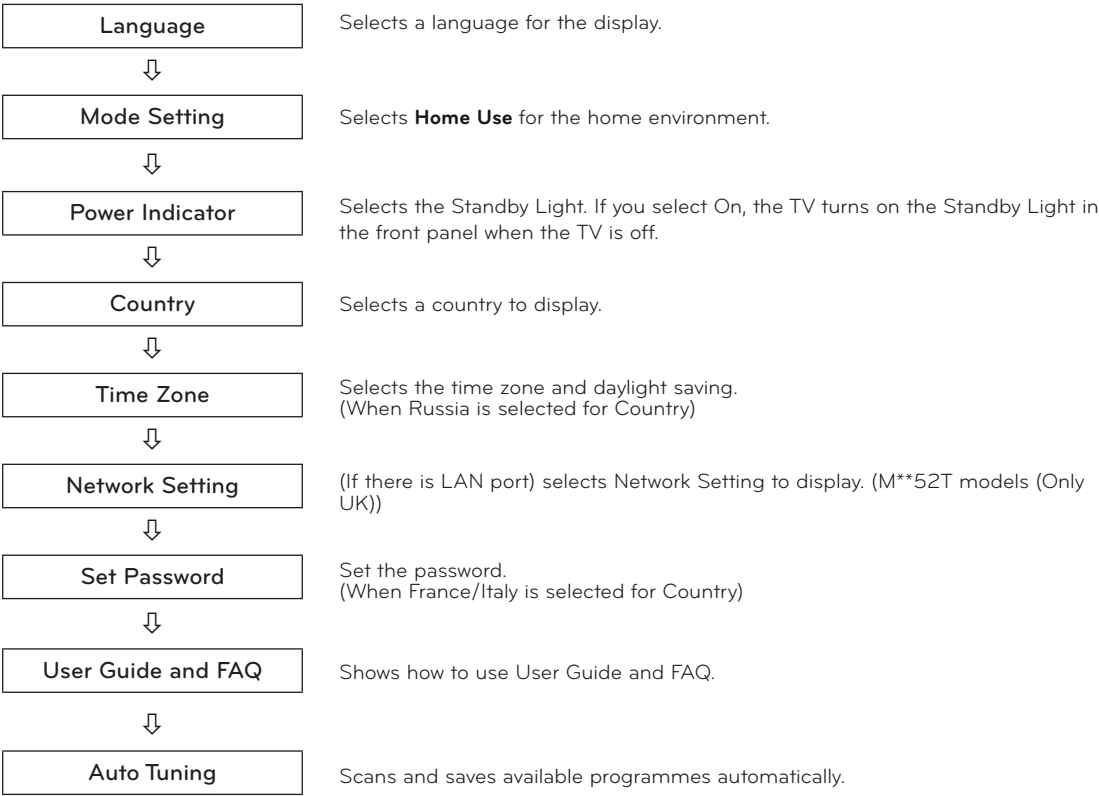 Language
Selects a language for the display.
⇩
Mode Setting
Selects Home Use for the home environment.
⇩
Power Indicator
Selects the Standby Light. If you select On, the TV turns on the Standby Light in
the front panel when the TV is off.
⇩
Country
Selects a country to display.
⇩
Time Zone
Selects the time zone and daylight saving.
(When Russia is selected for Country)
⇩
Network Setting
(If there is LAN port) selects Network Setting to display. (M**52T models (Only
UK))
⇩
Set Password
Set the password.
(When France/Italy is selected for Country)
⇩
User Guide and FAQ
Shows how to use User Guide and FAQ.
⇩
Auto Tuning
Scans and saves available programmes automatically.